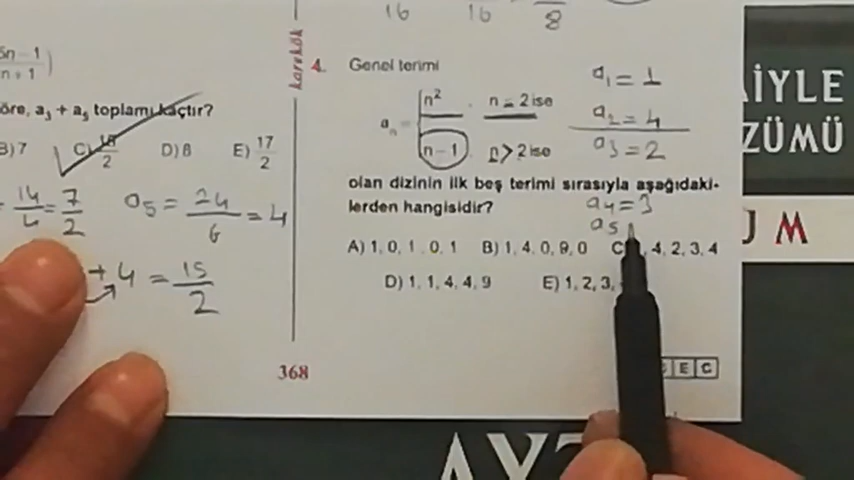 16 16 8
5n-1
n+1
öre, a₃ + a₅ toplamı kaçtır?
B) 7 C) 15/2 D) 8 E) 17/2
= 14/4 = 7/2 a₅ = 24/6 = 4
+ 4 = 15/2
karekök
4. Genel terimi
aₙ = n² n ≤ 2 ise
n-1 n > 2 ise
olan dizinin ilk beş terimi sırasıyla aşağıdaki-
lerden hangisidir?
a₁ = 1
a₂ = 4
a₃ = 2
a₄ = 3
a₅
A) 1, 0, 1, 0, 1 B) 1, 4, 0, 9, 0 C) 4, 2, 3, 4
D) 1, 1, 4, 4, 9 E) 1, 2, 3,
368
E C
İYLE
ZÜMÜ
M